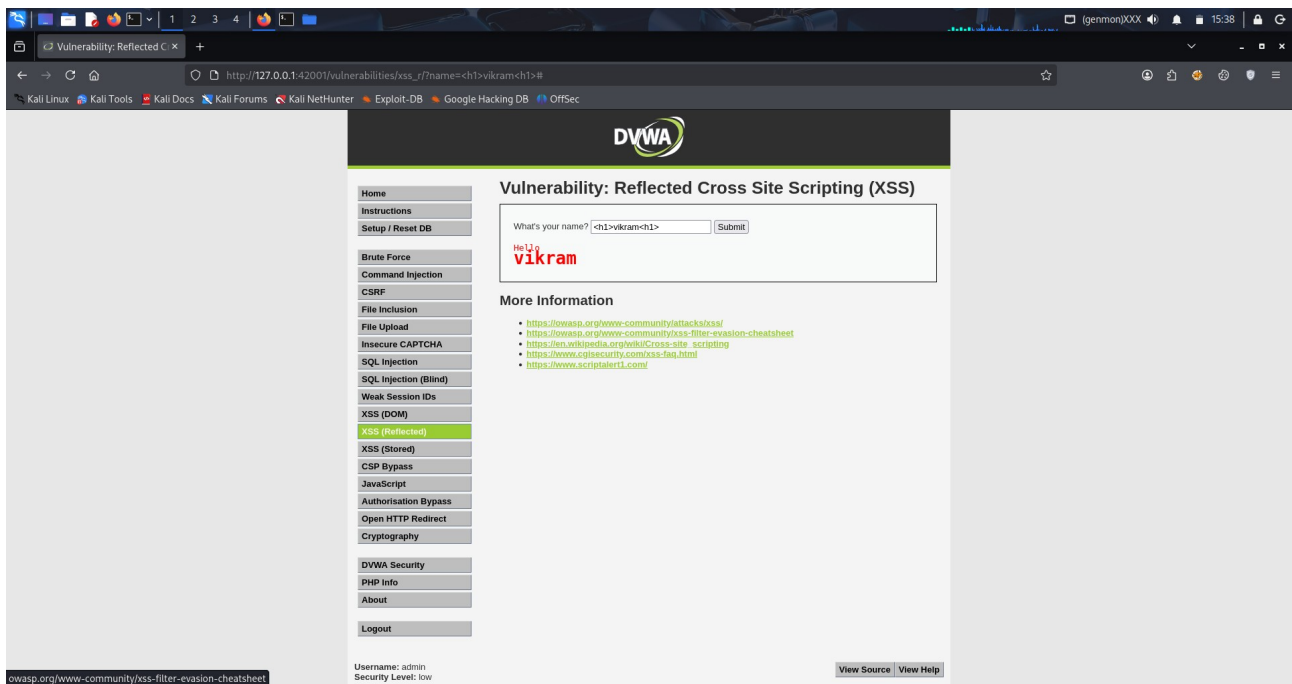 1 2 3 4
(genmon)XXX 15:38
Vulnerability: Reflected C
http://127.0.0.1:42001/vulnerabilities/xss_r/?name=<h1>vikram<h1>#
Kali Linux Kali Tools Kali Docs Kali Forums Kali NetHunter Exploit-DB Google Hacking DB OffSec
DVWA
Home
Instructions
Setup / Reset DB
Brute Force
Command Injection
CSRF
File Inclusion
File Upload
Insecure CAPTCHA
SQL Injection
SQL Injection (Blind)
Weak Session IDs
XSS (DOM)
XSS (Reflected)
XSS (Stored)
CSP Bypass
JavaScript
Authorisation Bypass
Open HTTP Redirect
Cryptography
DVWA Security
PHP Info
About
Logout
Vulnerability: Reflected Cross Site Scripting (XSS)
What's your name? <h1>vikram<h1> Submit
Hello
vikram
More Information
https://owasp.org/www-community/attacks/xss/
https://owasp.org/www-community/xss-filter-evasion-cheatsheet
https://en.wikipedia.org/wiki/Cross-site_scripting
https://www.cgisecurity.com/xss-faq.html
https://www.scriptalert1.com/
Username: admin
Security Level: low
View Source View Help
owasp.org/www-community/xss-filter-evasion-cheatsheet